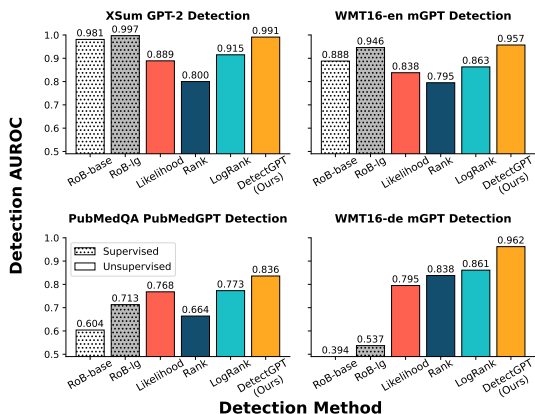 XSum GPT-2 Detection
1.0
0.9
0.8
0.7
0.6
0.5
0.981
0.997
0.889
0.800
0.915
0.991
RoB-base
RoB-lg
Likelihood
Rank
LogRank
DetectGPT
(Ours)
WMT16-en mGPT Detection
0.888
0.946
0.838
0.795
0.863
0.957
RoB-base
RoB-lg
Likelihood
Rank
LogRank
DetectGPT
(Ours)
Detection AUROC
PubMedQA PubMedGPT Detection
1.0
0.9
0.8
0.7
0.6
0.5
Supervised
Unsupervised
0.604
0.713
0.768
0.664
0.773
0.836
RoB-base
RoB-lg
Likelihood
Rank
LogRank
DetectGPT
(Ours)
WMT16-de mGPT Detection
0.394
0.537
0.795
0.838
0.861
0.962
RoB-base
RoB-lg
Likelihood
Rank
LogRank
DetectGPT
(Ours)
Detection Method